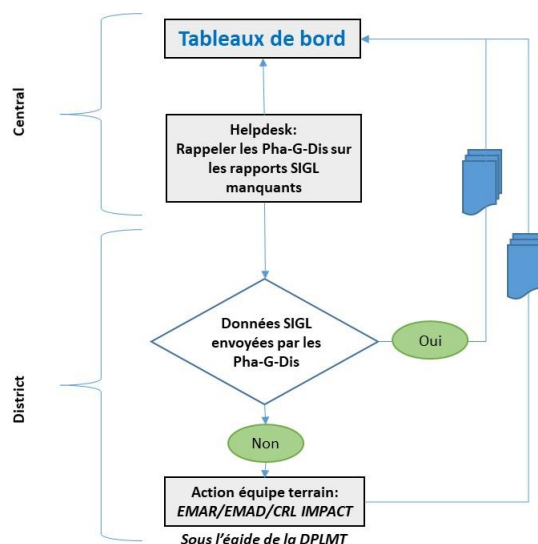 Central
Tableaux de bord
Helpdesk:
Rappeler les Pha-G-Dis sur
les rapports SIGL
manquants
District
Données SIGL
envoyées par les
Pha-G-Dis
Oui
Non
Action équipe terrain:
EMAR/EMAD/CRL IMPACT
Sous l'égide de la DPLMT